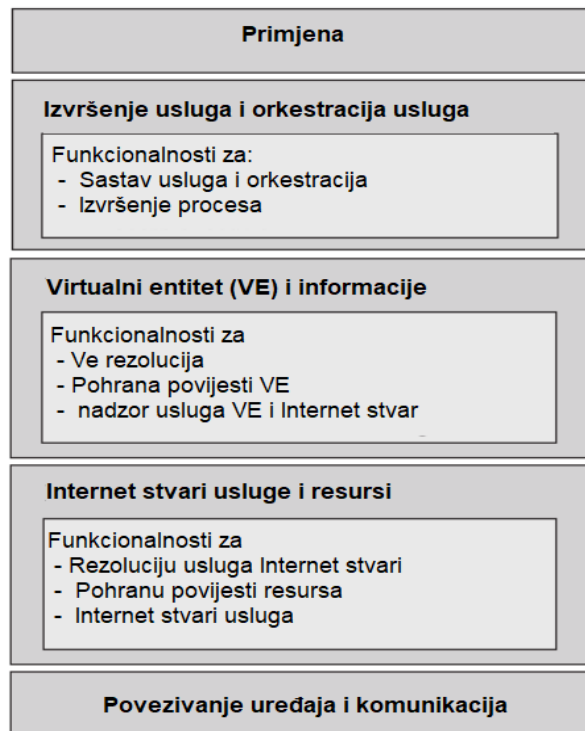 Primjena
Izvršenje usluga i orkestracija usluga
Funkcionalnosti za:
- Sastav usluga i orkestracija
- Izvršenje procesa
Virtualni entitet (VE) i informacije
Funkcionalnosti za
- Ve rezolucija
- Pohrana povijesti VE
- nadzor usluga VE i Internet stvar
Internet stvari usluge i resursi
Funkcionalnosti za
- Rezoluciju usluga Internet stvari
- Pohranu povijesti resursa
- Internet stvari usluga
Povezivanje uređaja i komunikacija